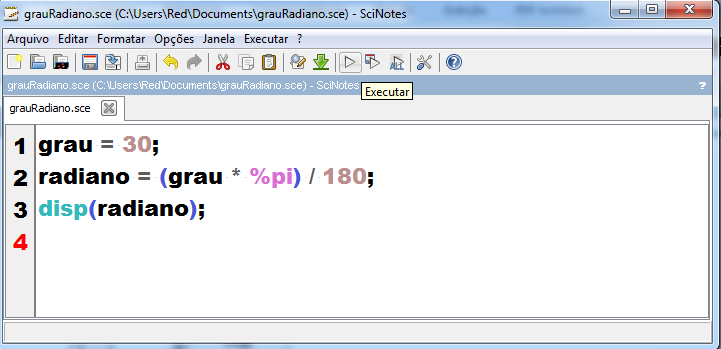 grauRadiano.sce (C:\Users\Red\Documents\grauRadiano.sce) - SciNotes
Arquivo Editar Formatar Opções Janela Executar ?
grauRadiano.sce (C:\Users\Red\Documents\grauRadiano.sce) - SciNotes ?
Executar
grauRadiano.sce
1 grau = 30;
2 radiano = (grau * %pi) / 180;
3 disp(radiano);
4